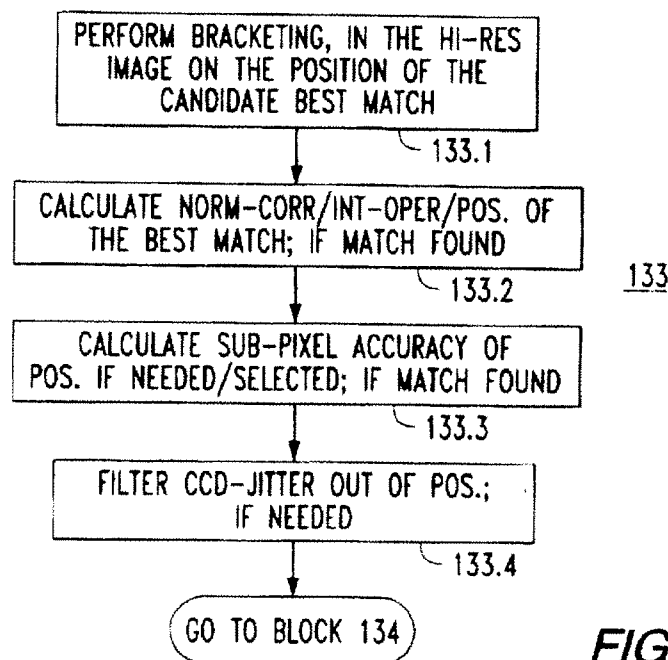 PERFORM BRACKETING, IN THE HI-RES
IMAGE ON THE POSITION OF THE
CANDIDATE BEST MATCH
133.1
CALCULATE NORM-CORR/INT-OPER/POS. OF
THE BEST MATCH; IF MATCH FOUND
133.2
133
CALCULATE SUB-PIXEL ACCURACY OF
POS. IF NEEDED/SELECTED; IF MATCH FOUND
133.3
FILTER CCD-JITTER OUT OF POS.;
IF NEEDED
133.4
GO TO BLOCK 134
FIG